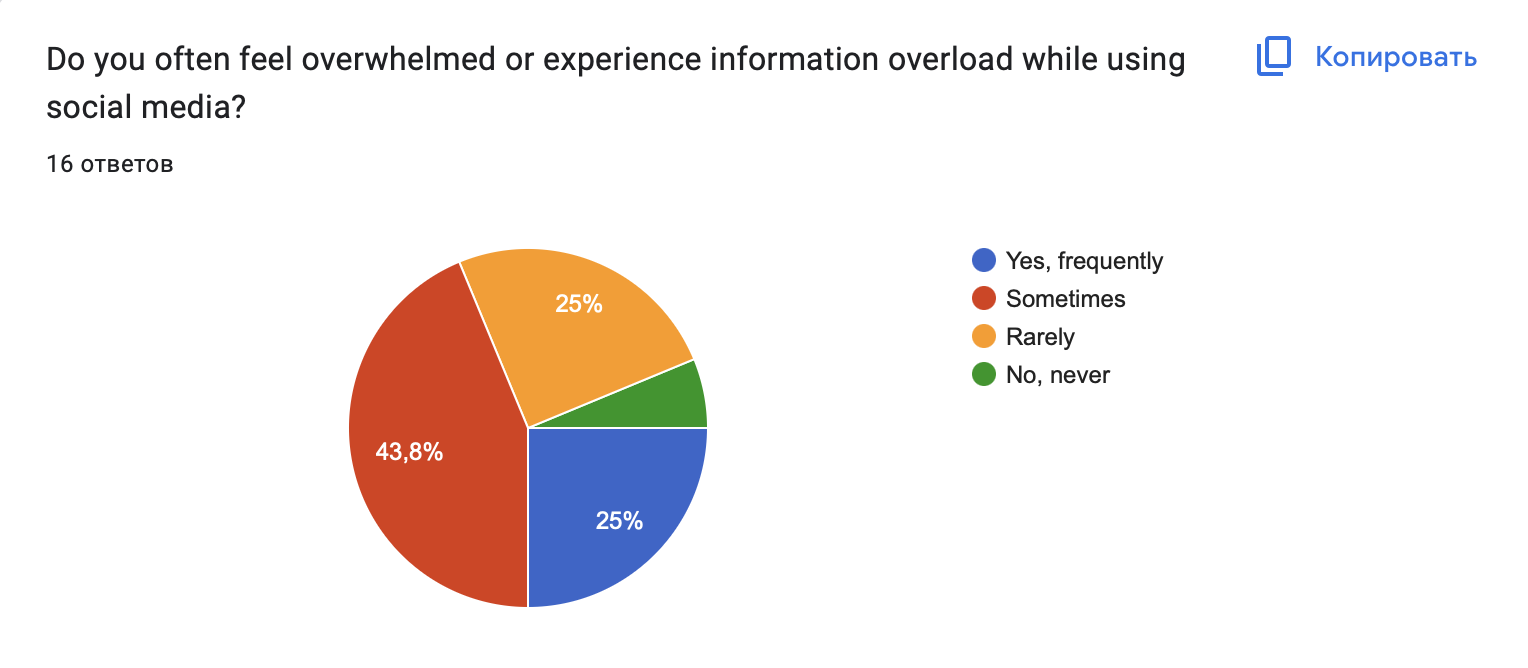 Do you often feel overwhelmed or experience information overload while using
social media?
Копировать
16 ответов
25%
43,8%
25%
Yes, frequently
Sometimes
Rarely
No, never